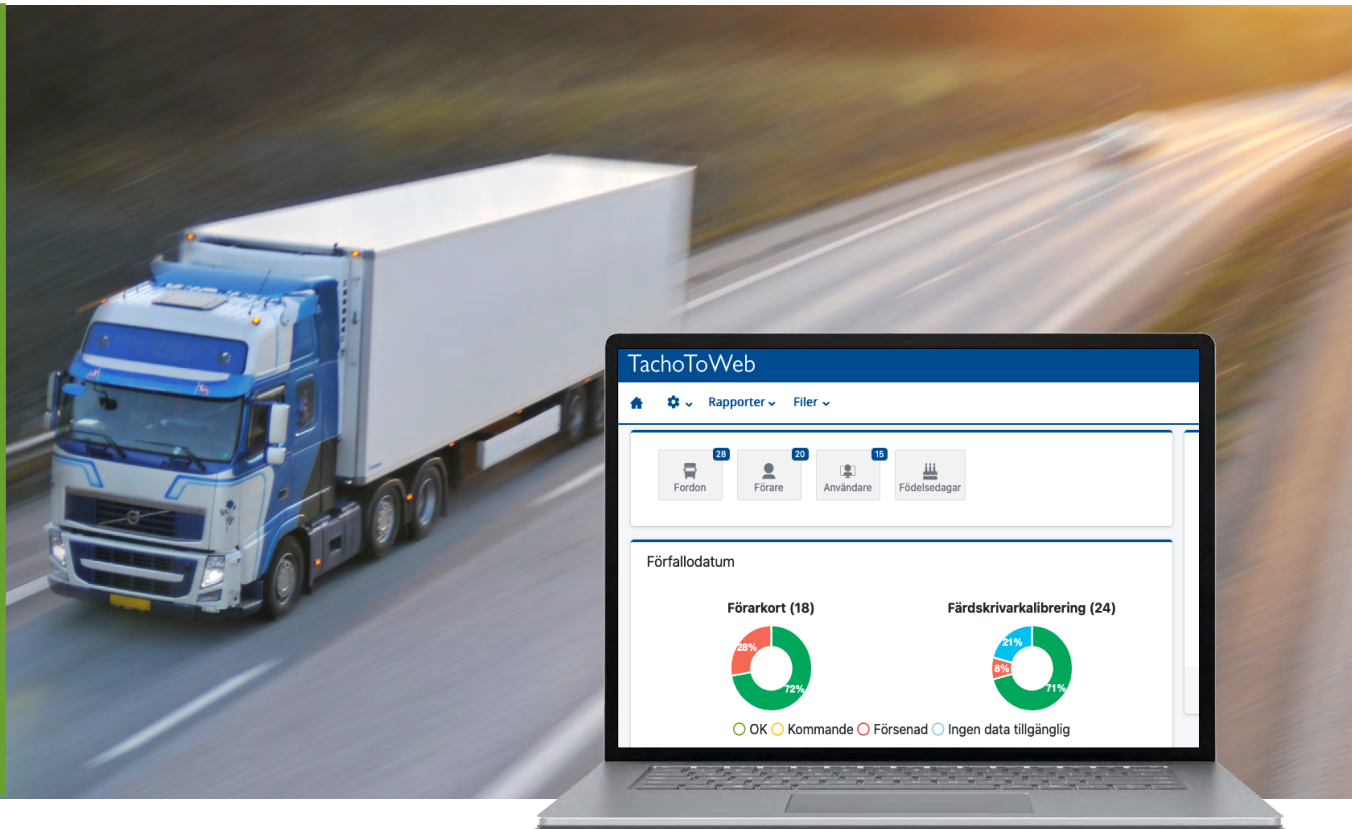 TachoToWeb
Rapporter Filer
28 20 15
Fordon Förare Användare Födelsedagar
Förfallodatum
Förarkort (18) Färdskrivarkalibrering (24)
28% 72% 21% 8% 71%
OK Kommande Försenad Ingen data tillgänglig